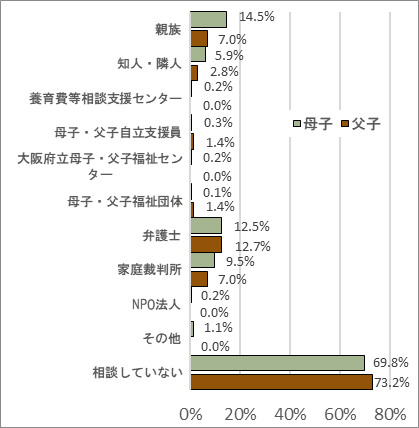 親族
14.5%
7.0%
知人・隣人
5.9%
2.8%
養育費等相談支援センター
0.2%
0.0%
母子・父子自立支援員
0.3%
1.4%
大阪府立母子・父子福祉セン
ター
0.2%
0.0%
母子・父子福祉団体
0.1%
1.4%
弁護士
12.5%
12.7%
家庭裁判所
9.5%
7.0%
NPO法人
0.2%
0.0%
その他
1.1%
0.0%
相談していない
69.8%
73.2%
母子 父子
0% 20% 40% 60% 80%